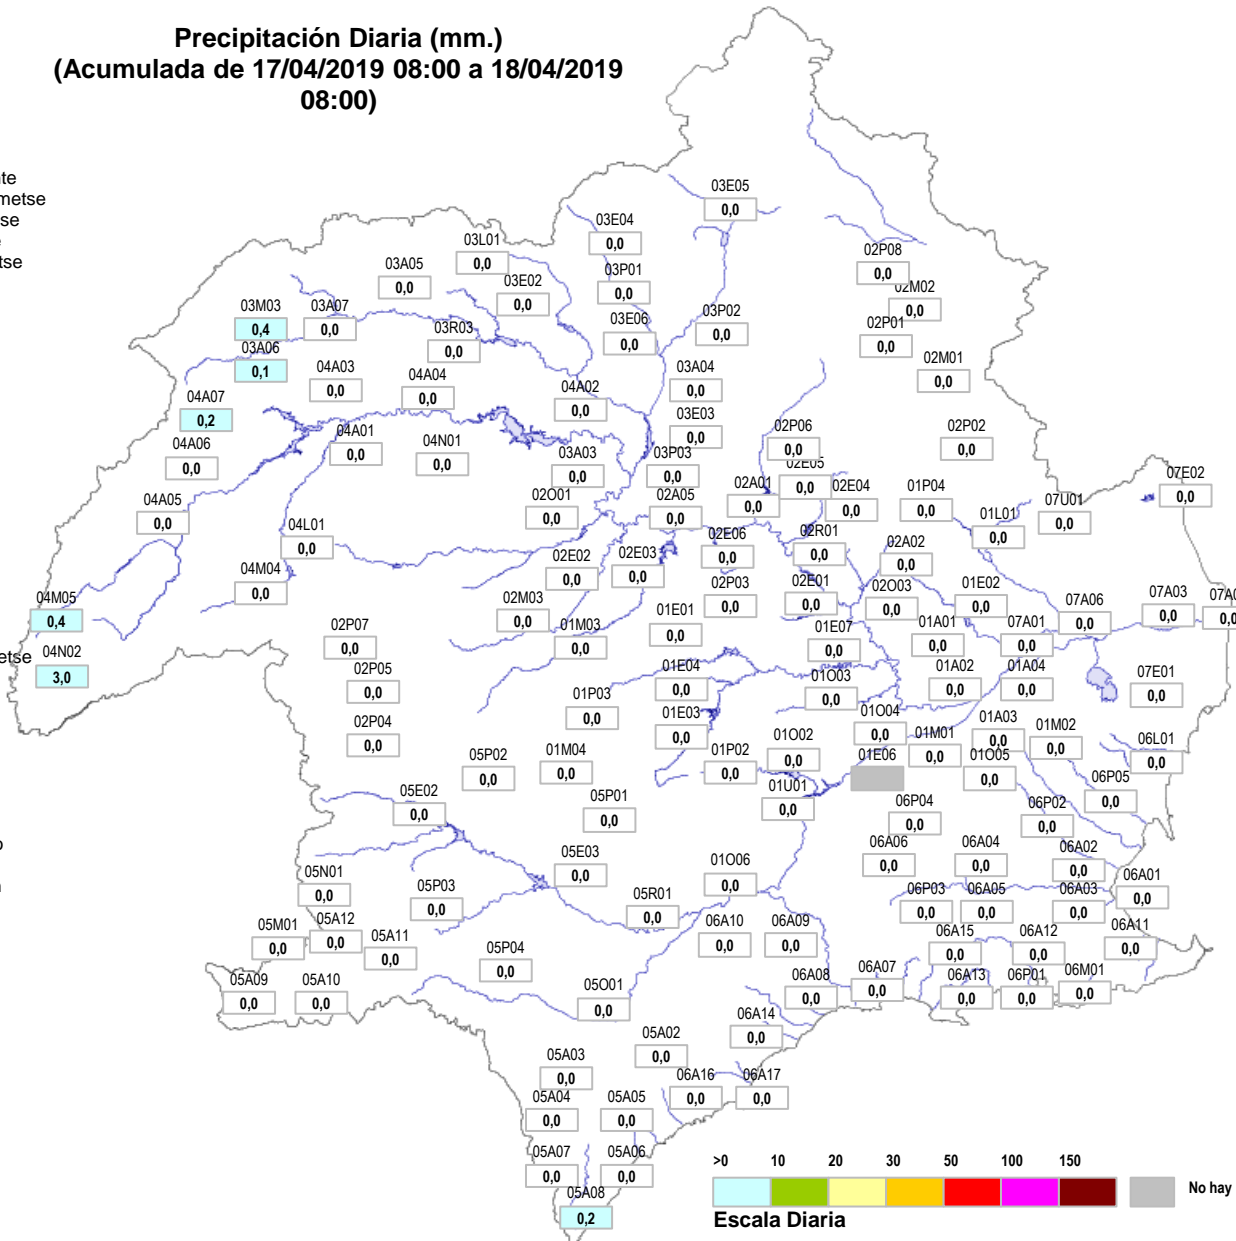 Precipitación Diaria (mm.)
(Acumulada de 17/04/2019 08:00 a 18/04/2019
08:00)
nte
metse
se
e
tse
03E05
0,0
03E04
0,0
03L01
0,0
02P08
0,0
03A05
0,0
03P01
0,0
03E02
0,0
02M02
0,0
03M03
0,4
03A07
0,0
03P02
0,0
03E06
0,0
02P01
0,0
03R03
0,0
03A06
0,1
02M01
0,0
04A03
0,0
04A04
0,0
03A04
0,0
04A02
0,0
04A07
0,2
03E03
0,0
04A01
0,0
02P06
0,0
02P02
0,0
04A06
0,0
04N01
0,0
03A03
0,0
03P03
0,0
02E05
0,0
07E02
0,0
02A01
0,0
02E04
0,0
01P04
0,0
04A05
0,0
02O01
0,0
02A05
0,0
07U01
0,0
01L01
0,0
04L01
0,0
02E06
0,0
02R01
0,0
02A02
0,0
02E02
0,0
02E03
0,0
04M04
0,0
02P03
0,0
02E01
0,0
02O03
0,0
01E02
0,0
07A03
0,0
07A0
0,0
04M05
0,4
02M03
0,0
01E01
0,0
07A06
0,0
02P07
0,0
01M03
0,0
01E07
0,0
01A01
0,0
07A01
0,0
etse
04N02
3,0
02P05
0,0
01E04
0,0
01O03
0,0
01A02
0,0
01A04
0,0
07E01
0,0
01P03
0,0
01E03
0,0
01O04
0,0
01A03
0,0
02P04
0,0
01M02
0,0
01O02
0,0
01M01
0,0
06L01
0,0
05P02
0,0
01M04
0,0
01P02
0,0
01E06
01O05
0,0
05E02
0,0
05P01
0,0
01U01
0,0
06P05
0,0
06P04
0,0
06P02
0,0
o
05E03
0,0
01O06
0,0
06A06
0,0
06A04
0,0
06A02
0,0
n
05N01
0,0
05P03
0,0
05R01
0,0
06P03
0,0
06A05
0,0
06A03
0,0
06A01
0,0
05M01
0,0
05A12
0,0
05A11
0,0
06A10
0,0
06A09
0,0
06A15
0,0
06A12
0,0
06A11
0,0
05P04
0,0
05A09
0,0
05A10
0,0
05O01
0,0
06A08
0,0
06A07
0,0
06A13
0,0
06P01
0,0
06M01
0,0
06A14
0,0
05A02
0,0
05A03
0,0
06A16
0,0
06A17
0,0
05A04
0,0
05A05
0,0
05A07
0,0
05A06
0,0
05A08
0,2
>0 10 20 30 50 100 150
No hay
Escala Diaria